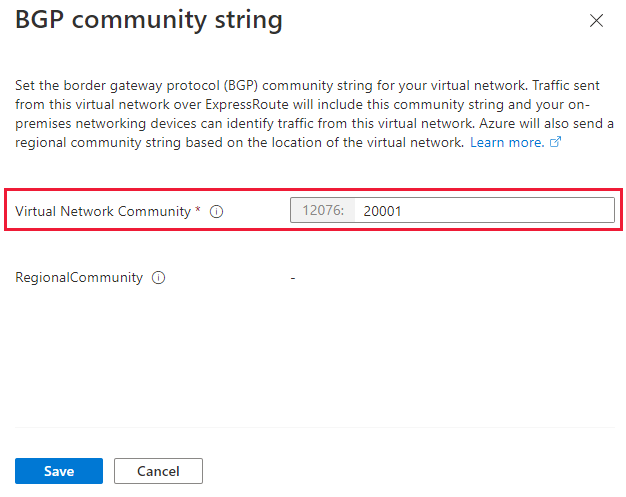 BGP community string
Set the border gateway protocol (BGP) community string for your virtual network. Traffic sent
from this virtual network over ExpressRoute will include this community string and your on-
premises networking devices can identify traffic from this virtual network. Azure will also send a
regional community string based on the location of the virtual network. Learn more.
Virtual Network Community * 12076: 20001
RegionalCommunity -
Save Cancel